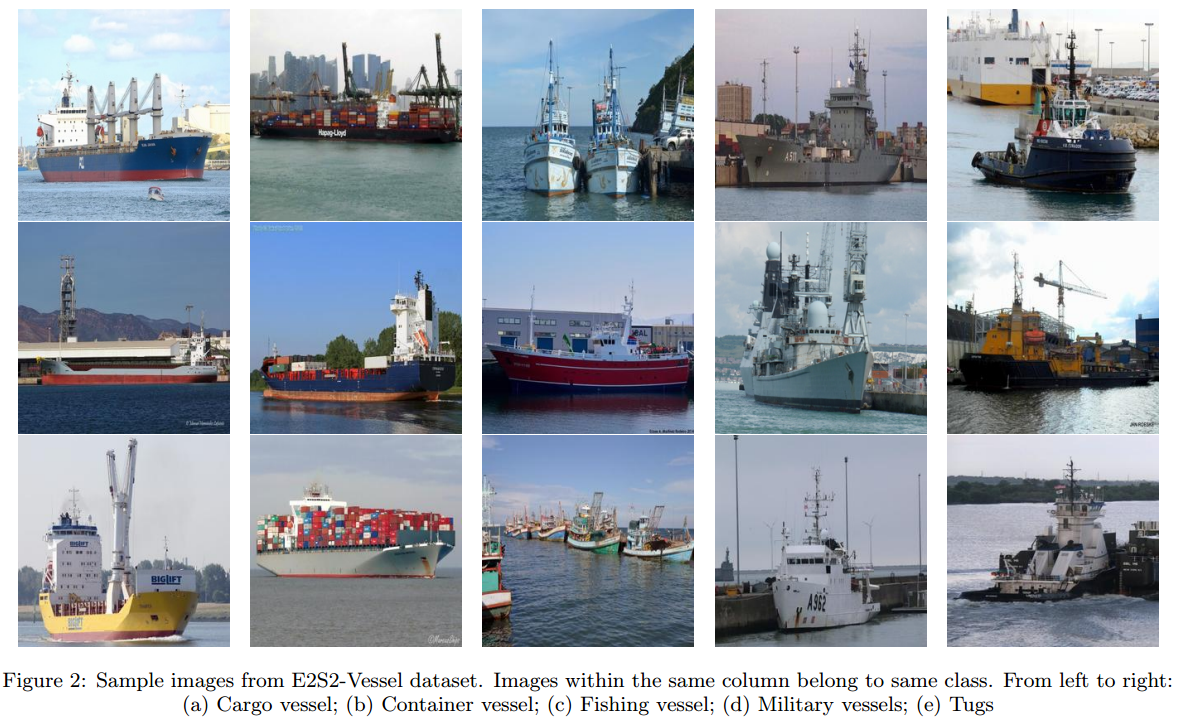 Hapag-Lloyd
A511
BIGLIFT
BIGLIFT
A962
Figure 2: Sample images from E2S2-Vessel dataset. Images within the same column belong to same class. From left to right:
(a) Cargo vessel; (b) Container vessel; (c) Fishing vessel; (d) Military vessels; (e) Tugs